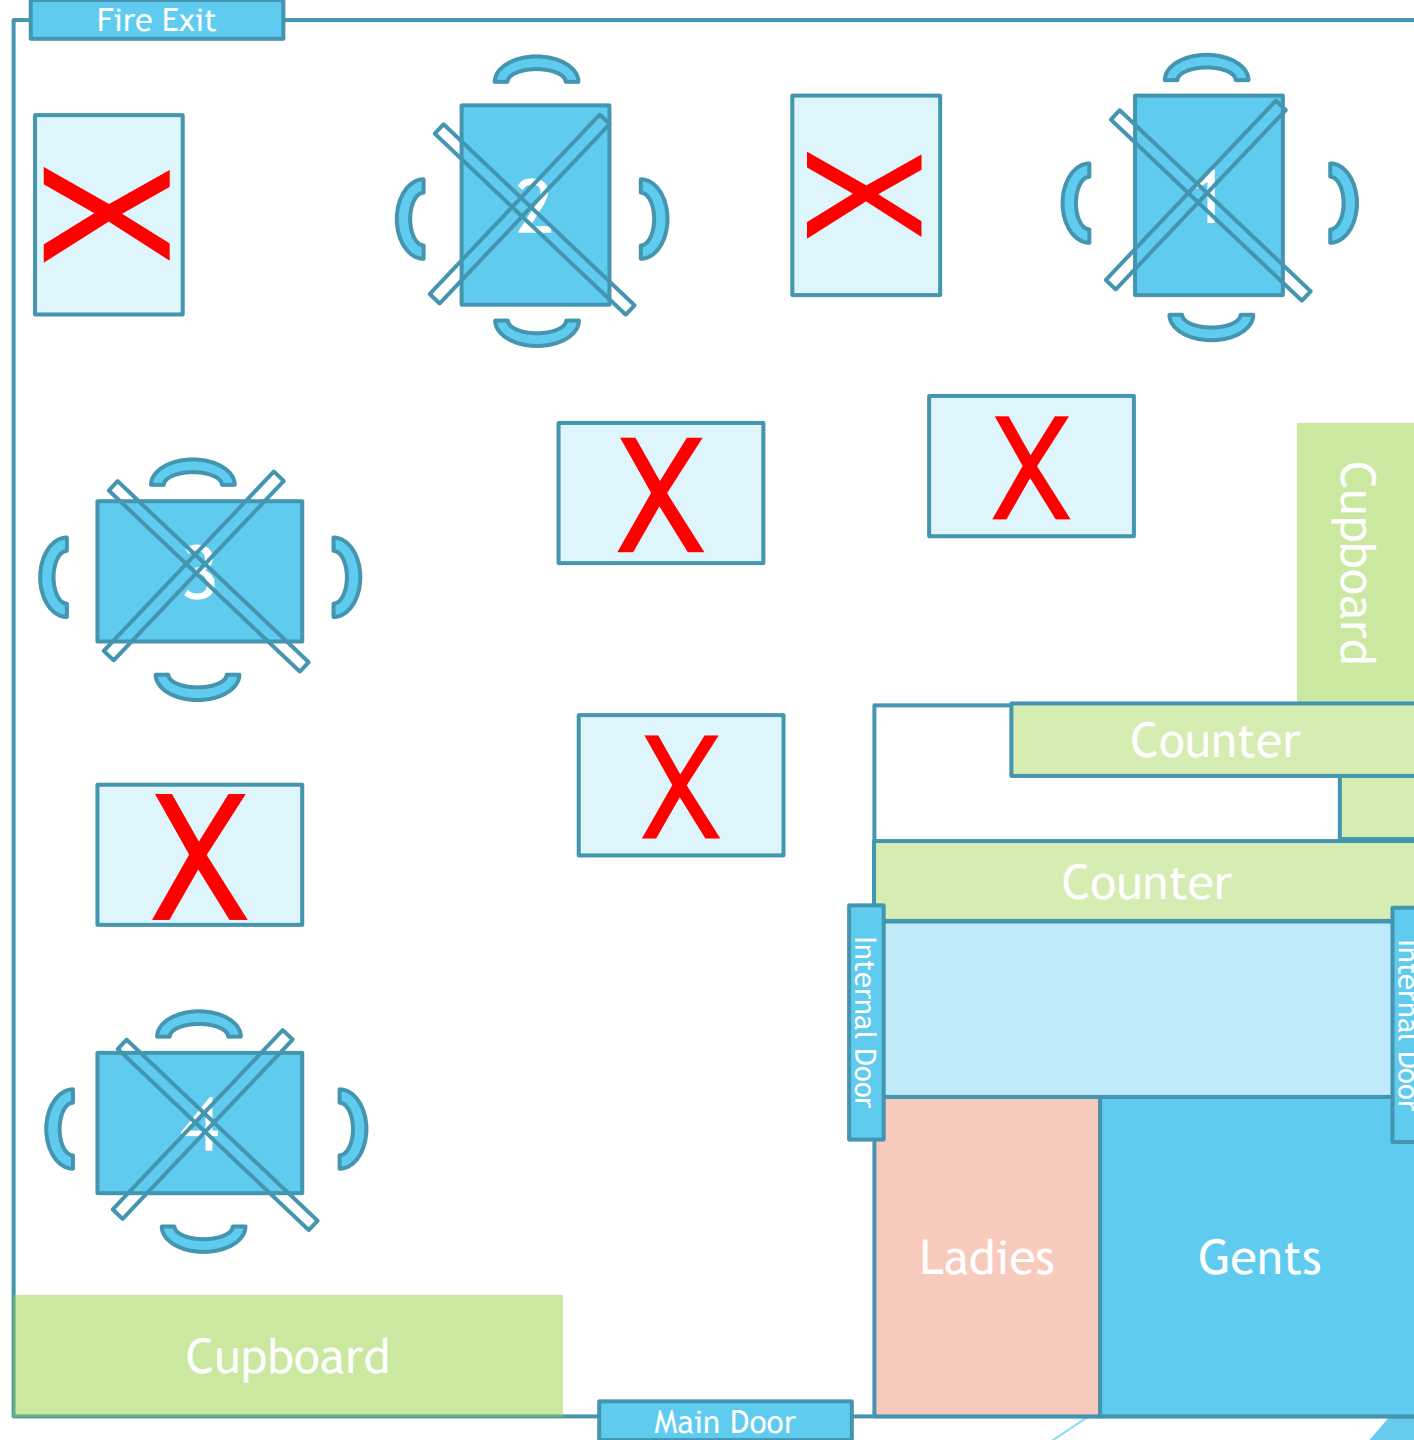 Fire Exit
X
2
X
1
X
X
Cupboard
3
Counter
X
X
Counter
Internal Door
Internal Door
4
Ladies
Gents
Cupboard
Main Door